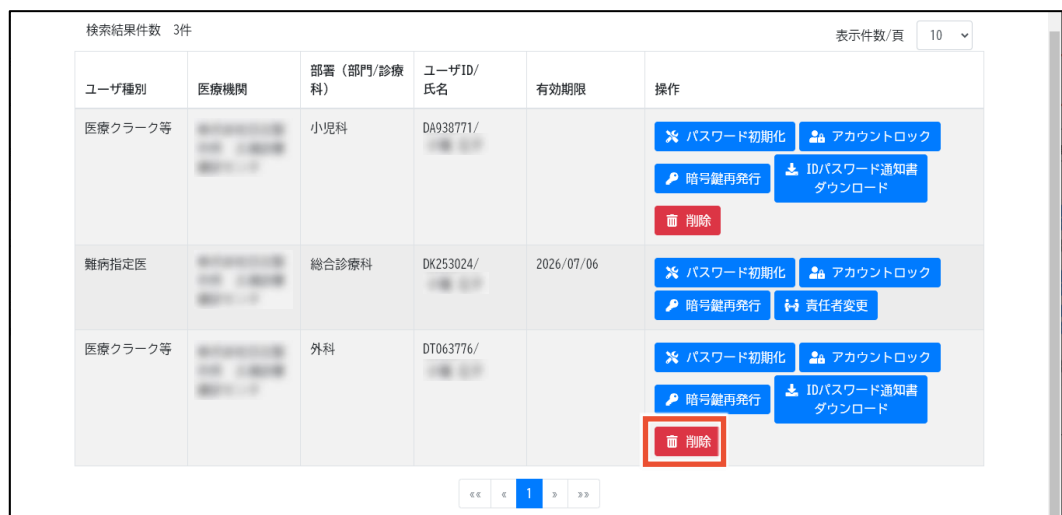 検索結果件数　3件
表示件数/頁　10
ユーザ種別　医療機関　部署（部門/診療科）　ユーザID/氏名　有効期限　操作
医療クラーク等　小児科　DA938771/
パスワード初期化　アカウントロック
暗号鍵再発行　IDパスワード通知書ダウンロード
削除
難病指定医　総合診療科　DK253024/　2026/07/06
パスワード初期化　アカウントロック
暗号鍵再発行　責任者変更
医療クラーク等　外科　DT063776/
パスワード初期化　アカウントロック
暗号鍵再発行　IDパスワード通知書ダウンロード
削除
«« « 1 » »»